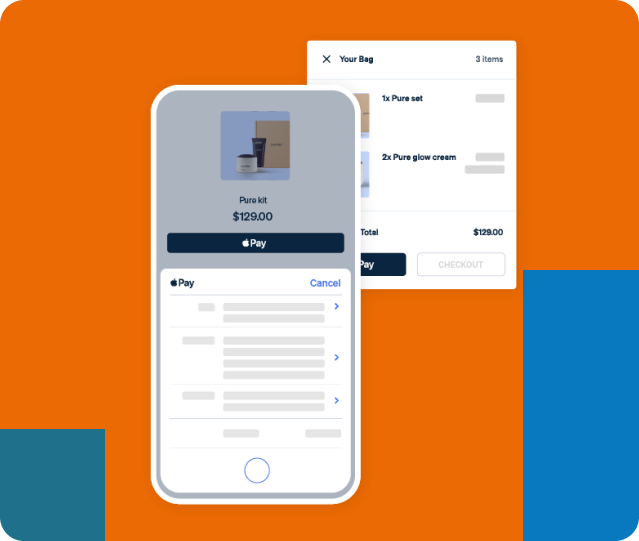 Your Bag
3 items
1x Pure set
2x Pure glow cream
Total
$129.00
Pay
CHECKOUT
Pure kit
$129.00
Pay
Pay
Cancel